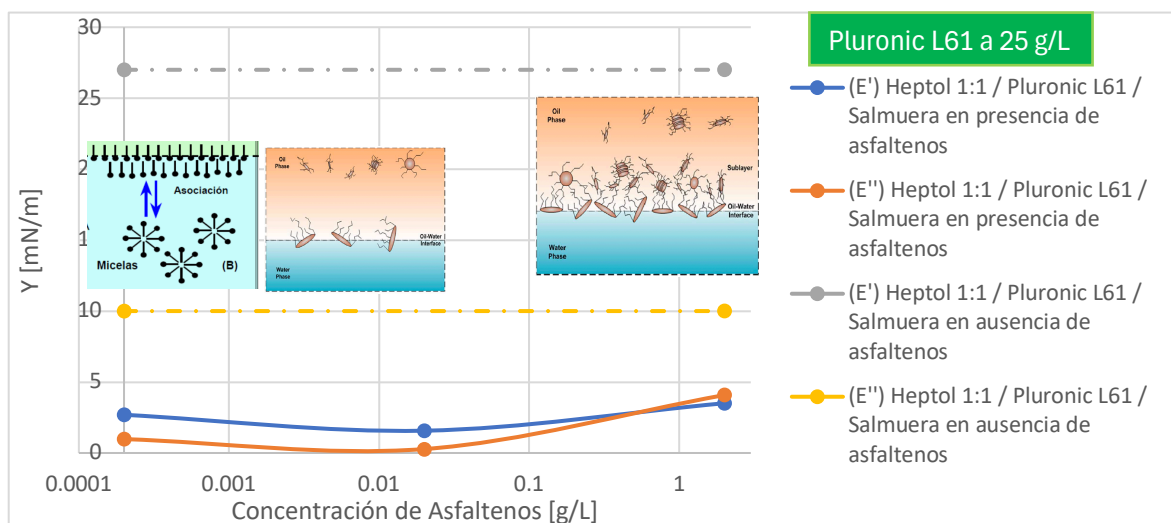 Pluronic L61 a 25 g/L
30
25
20
15
10
5
0
Y [mN/m]
0.0001
0.001
0.01
0.1
1
Concentración de Asfaltenos [g/L]
Asociación
Micelas
(B)
Oil
Phase
Oil-Water
Interface
Water
Phase
Oil
Phase
Sublayer
Oil-Water
Interface
Water
Phase
(E') Heptol 1:1 / Pluronic L61 /
Salmuera en presencia de
asfaltenos
(E'') Heptol 1:1 / Pluronic L61 /
Salmuera en presencia de
asfaltenos
(E') Heptol 1:1 / Pluronic L61 /
Salmuera en ausencia de
asfaltenos
(E'') Heptol 1:1 / Pluronic L61 /
Salmuera en ausencia de
asfaltenos